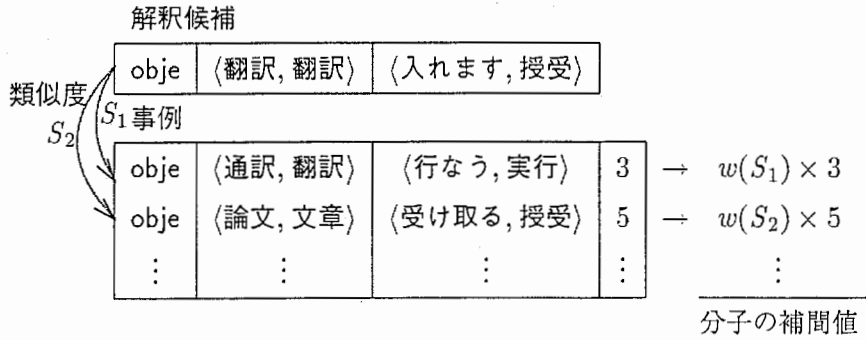 解釈候補
obje ⟨翻訳, 翻訳⟩ ⟨入れます, 授受⟩
類似度
S₂ S₁ 事例
obje ⟨通訳, 翻訳⟩ ⟨行なう, 実行⟩ 3 → w(S₁) × 3
obje ⟨論文, 文章⟩ ⟨受け取る, 授受⟩ 5 → w(S₂) × 5
⋮ ⋮ ⋮ ⋮ ⋮
分子の補間値